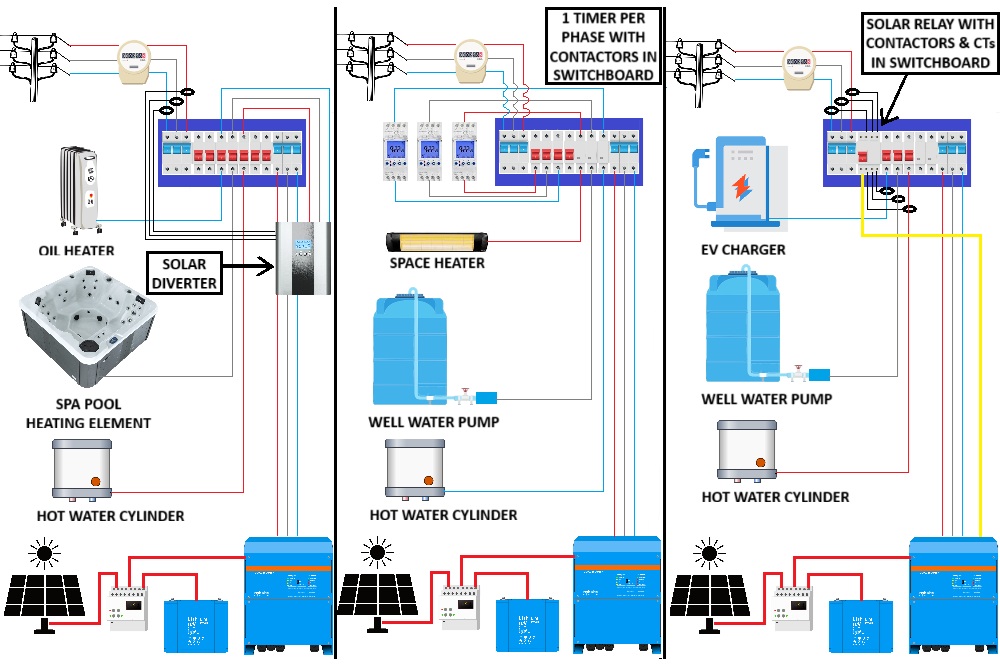 OIL HEATER
SOLAR
DIVERTER
SPA POOL
HEATING ELEMENT
HOT WATER CYLINDER
1 TIMER PER
PHASE WITH
CONTACTORS IN
SWITCHBOARD
SPACE HEATER
WELL WATER PUMP
HOT WATER CYLINDER
SOLAR RELAY WITH
CONTACTORS & CTs
IN SWITCHBOARD
EV CHARGER
WELL WATER PUMP
HOT WATER CYLINDER